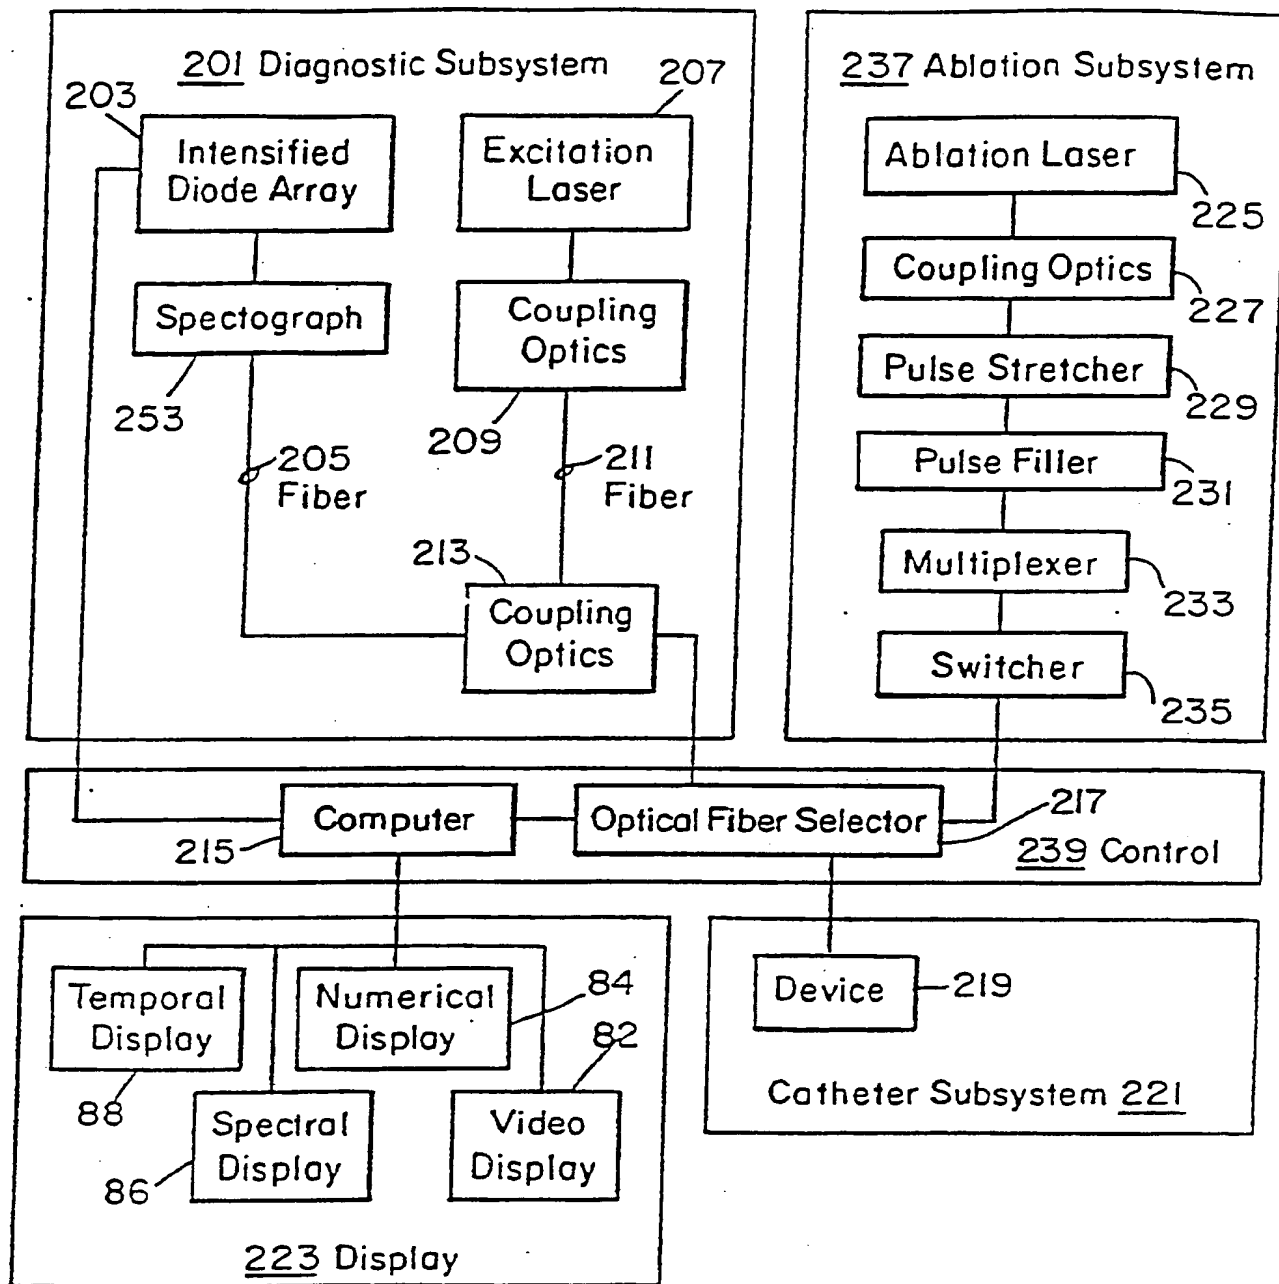 201 Diagnostic Subsystem
203
207
Intensified
Diode Array
Excitation
Laser
Spectograph
253
Coupling
Optics
209
205
Fiber
211
Fiber
213
Coupling
Optics
237 Ablation Subsystem
Ablation Laser
225
Coupling Optics
227
Pulse Stretcher
229
Pulse Filler
231
Multiplexer
233
Switcher
235
Computer
215
Optical Fiber Selector
217
239 Control
Temporal
Display
88
Numerical
Display
84
82
Spectral
Display
86
Video
Display
223 Display
Device
219
Catheter Subsystem 221